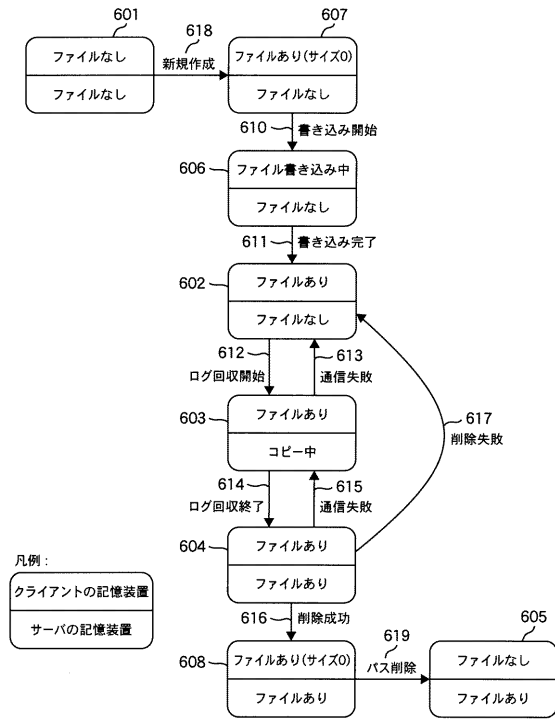 601
ファイルなし
ファイルなし
618
新規作成
607
ファイルあり(サイズ0)
ファイルなし
610
書き込み開始
606
ファイル書き込み中
ファイルなし
611
書き込み完了
602
ファイルあり
ファイルなし
612
ログ回収開始
613
通信失敗
617
削除失敗
603
ファイルあり
コピー中
614
ログ回収終了
615
通信失敗
604
ファイルあり
ファイルあり
凡例：
クライアントの記憶装置
サーバの記憶装置
616
削除成功
608
ファイルあり(サイズ0)
ファイルあり
619
パス削除
605
ファイルなし
ファイルあり